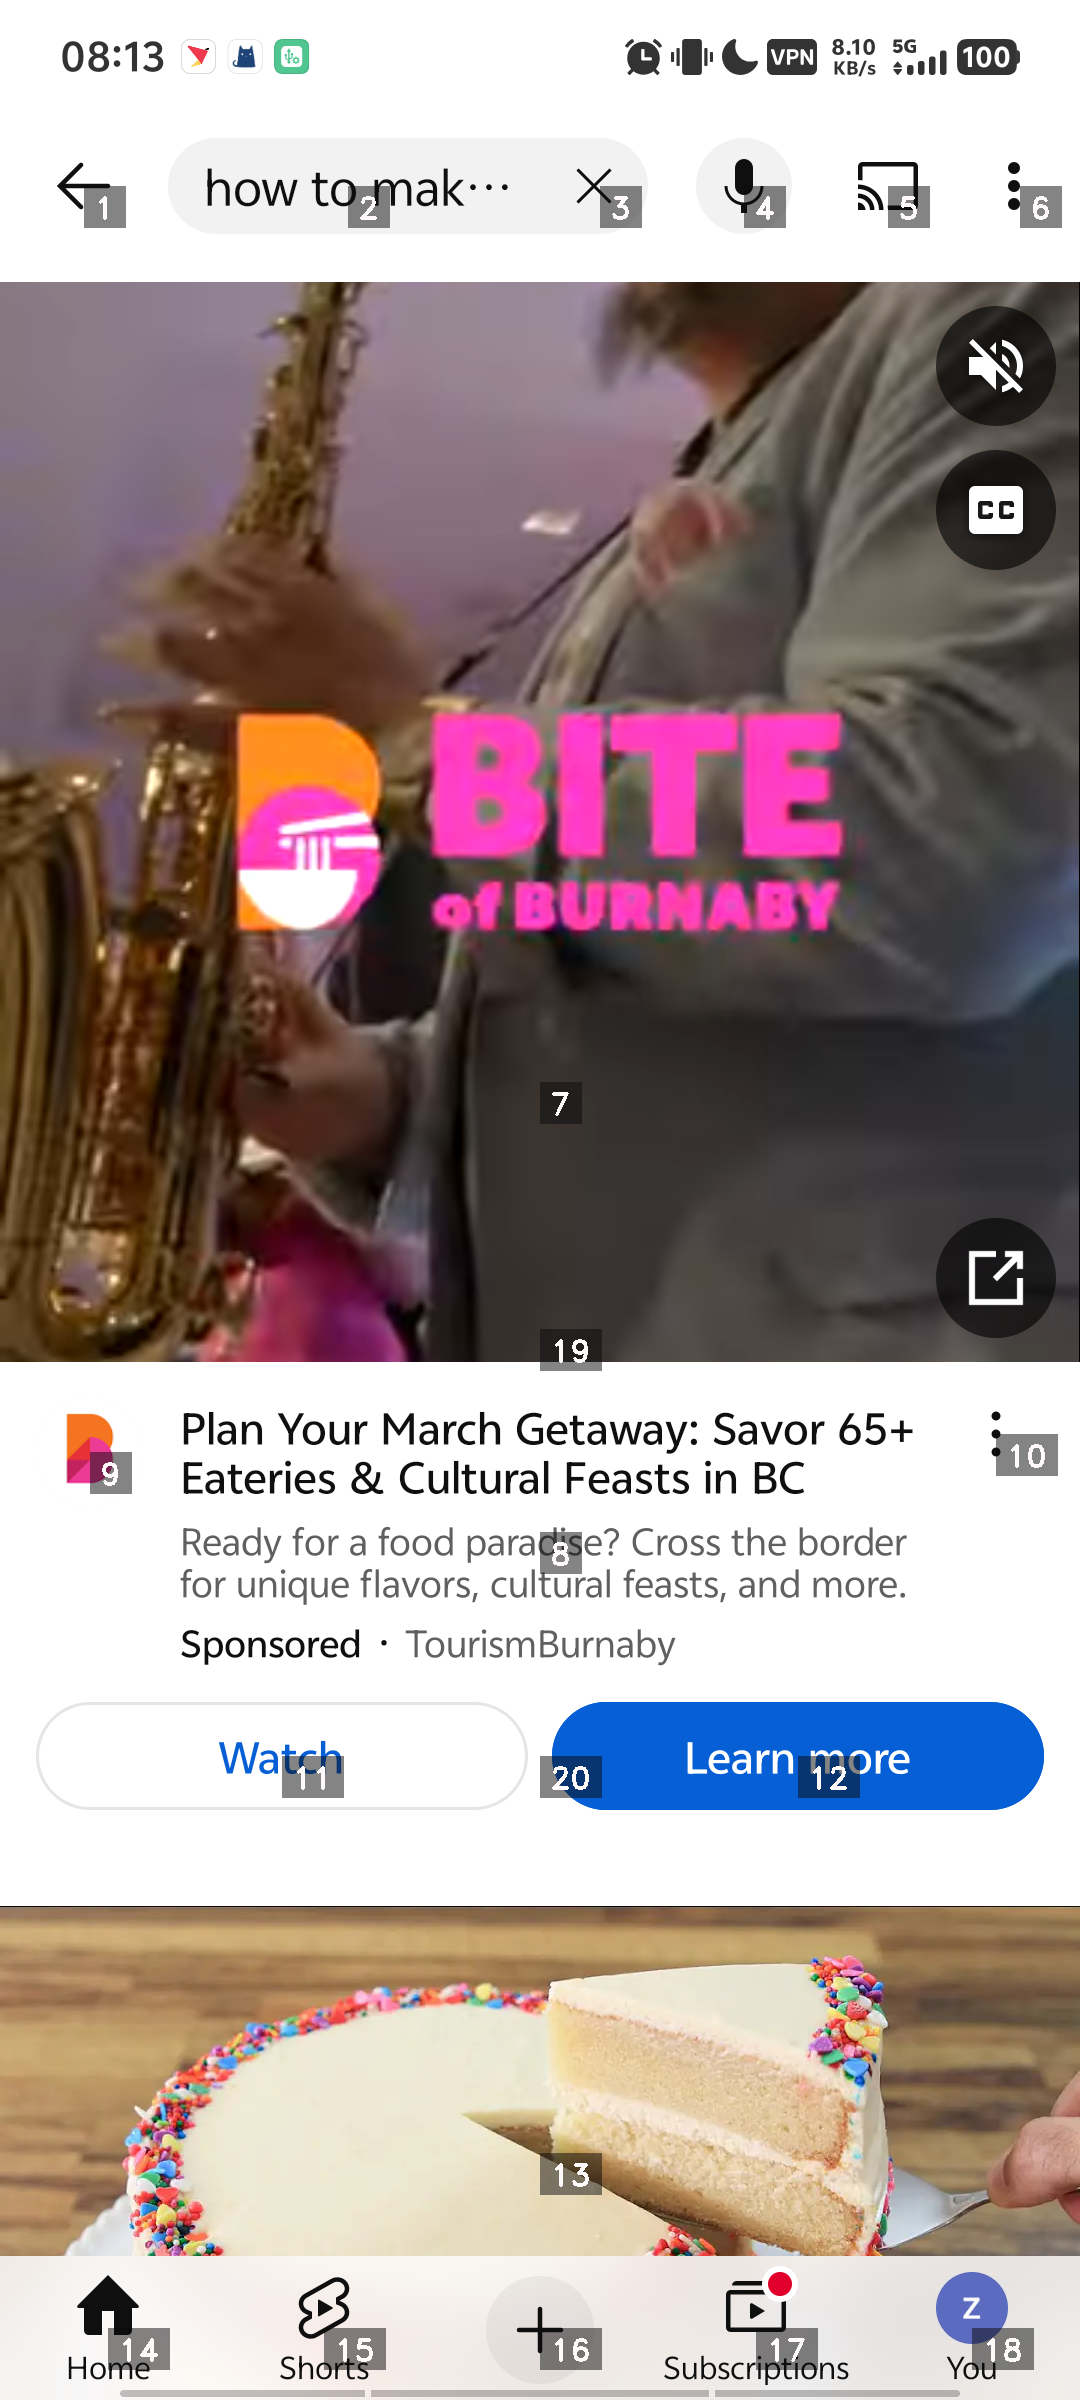 08:13
VPN
8.10
KB/s
5G
100
how to mak···
1
2
3
4
5
6
CC
BITE
of BURNABY
7
19
Plan Your March Getaway: Savor 65+
Eateries & Cultural Feasts in BC
9
10
Ready for a food paradise? Cross the border
8
for unique flavors, cultural feasts, and more.
Sponsored · TourismBurnaby
Watch
Learn more
11
20
12
13
Z
14
15
16
17
18
Home
Shorts
Subscriptions
You